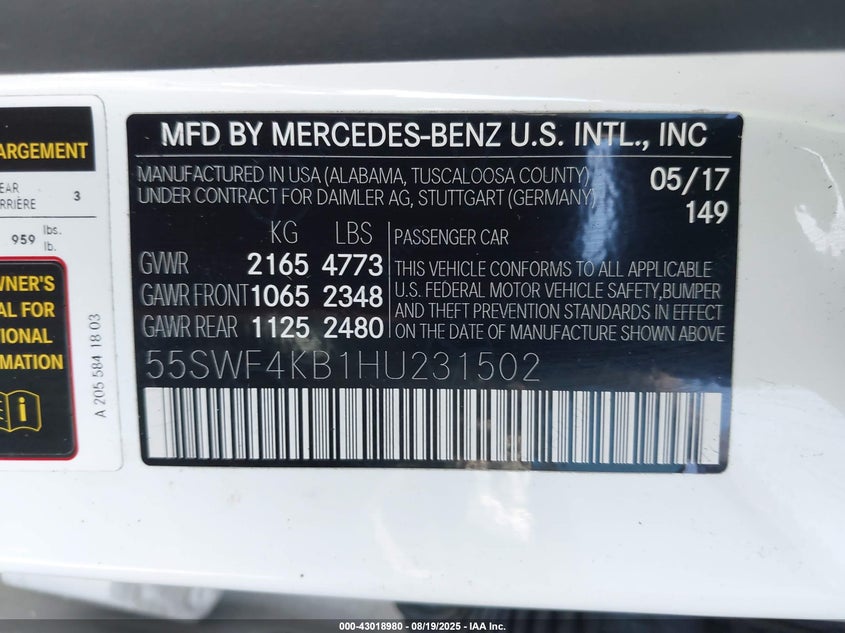 ARGEMENT
EAR 3
RRIÈRE
959 lbs.
lb.
WNER'S
AL FOR
TIONAL
RMATION
A 205 584 18 03
MFD BY MERCEDES-BENZ U.S. INTL., INC
MANUFACTURED IN USA (ALABAMA, TUSCALOOSA COUNTY) 05/17
UNDER CONTRACT FOR DAIMLER AG, STUTTGART (GERMANY) 149
KG LBS PASSENGER CAR
GVWR 2165 4773 THIS VEHICLE CONFORMS TO ALL APPLICABLE
GAWR FRONT 1065 2348 U.S. FEDERAL MOTOR VEHICLE SAFETY,BUMPER
GAWR REAR 1125 2480 AND THEFT PREVENTION STANDARDS IN EFFECT
ON THE DATE OF MANUFACTURE SHOWN ABOVE
55SWF4KB1HU231502
000-43018980 - 08/19/2025 - IAA Inc.